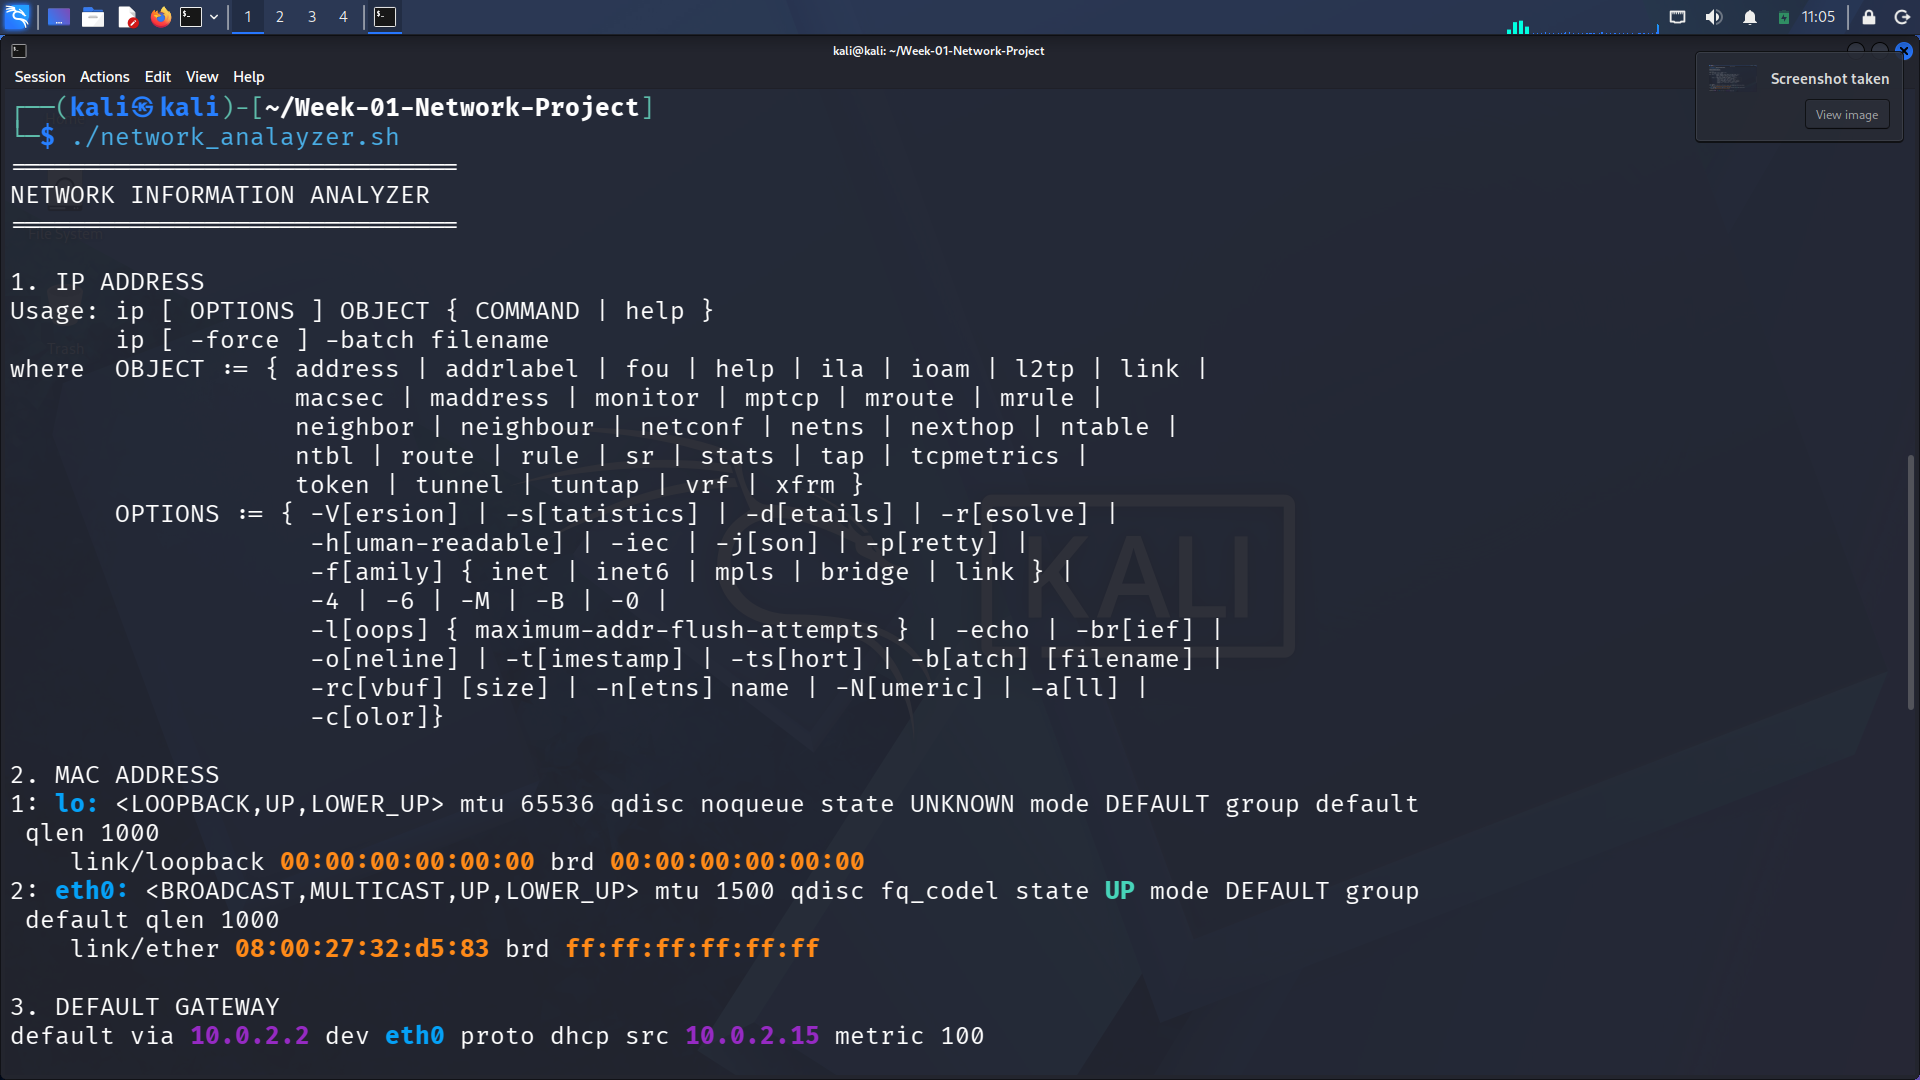 1 2 3 4
11:05
kali@kali: ~/Week-01-Network-Project
Session Actions Edit View Help
Screenshot taken
View image
┌──(kali㉿kali)-[~/Week-01-Network-Project]
└─$ ./network_analayzer.sh
==============================
NETWORK INFORMATION ANALYZER
==============================
File System
1. IP ADDRESS
Usage: ip [ OPTIONS ] OBJECT { COMMAND | help }
       ip [ -force ] -batch filename
Trash
where  OBJECT := { address | addrlabel | fou | help | ila | ioam | l2tp | link |
                   macsec | maddress | monitor | mptcp | mroute | mrule |
                   neighbor | neighbour | netconf | netns | nexthop | ntable |
                   ntbl | route | rule | sr | stats | tap | tcpmetrics |
                   token | tunnel | tuntap | vrf | xfrm }
       OPTIONS := { -V[ersion] | -s[tatistics] | -d[etails] | -r[esolve] |
                    -h[uman-readable] | -iec | -j[son] | -p[retty] |
                    -f[amily] { inet | inet6 | mpls | bridge | link } |
                    -4 | -6 | -M | -B | -0 |
                    -l[oops] { maximum-addr-flush-attempts } | -echo | -br[ief] |
                    -o[neline] | -t[imestamp] | -ts[hort] | -b[atch] [filename] |
                    -rc[vbuf] [size] | -n[etns] name | -N[umeric] | -a[ll] |
                    -c[olor]}
KALI
2. MAC ADDRESS
1: lo: <LOOPBACK,UP,LOWER_UP> mtu 65536 qdisc noqueue state UNKNOWN mode DEFAULT group default
 qlen 1000
    link/loopback 00:00:00:00:00:00 brd 00:00:00:00:00:00
2: eth0: <BROADCAST,MULTICAST,UP,LOWER_UP> mtu 1500 qdisc fq_codel state UP mode DEFAULT group
 default qlen 1000
    link/ether 08:00:27:32:d5:83 brd ff:ff:ff:ff:ff:ff
3. DEFAULT GATEWAY
default via 10.0.2.2 dev eth0 proto dhcp src 10.0.2.15 metric 100